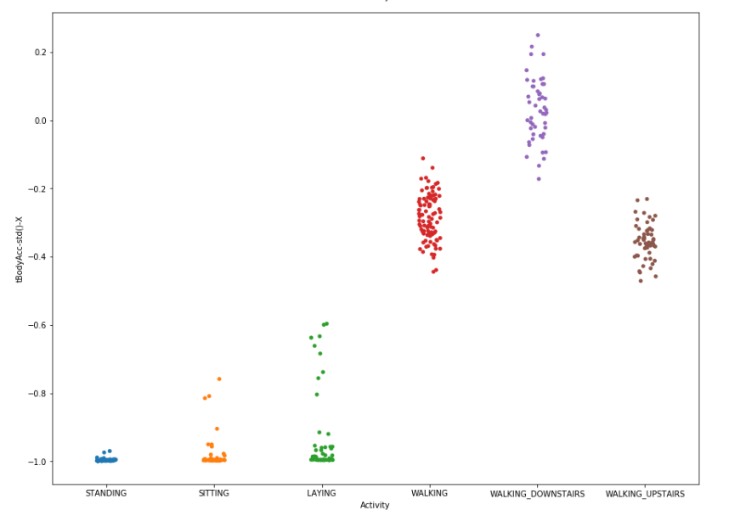 0.2
0.0
−0.2
−0.4
−0.6
−0.8
−1.0
tBodyAcc-std()-X
STANDING
SITTING
LAYING
WALKING
WALKING_DOWNSTAIRS
WALKING_UPSTAIRS
Activity